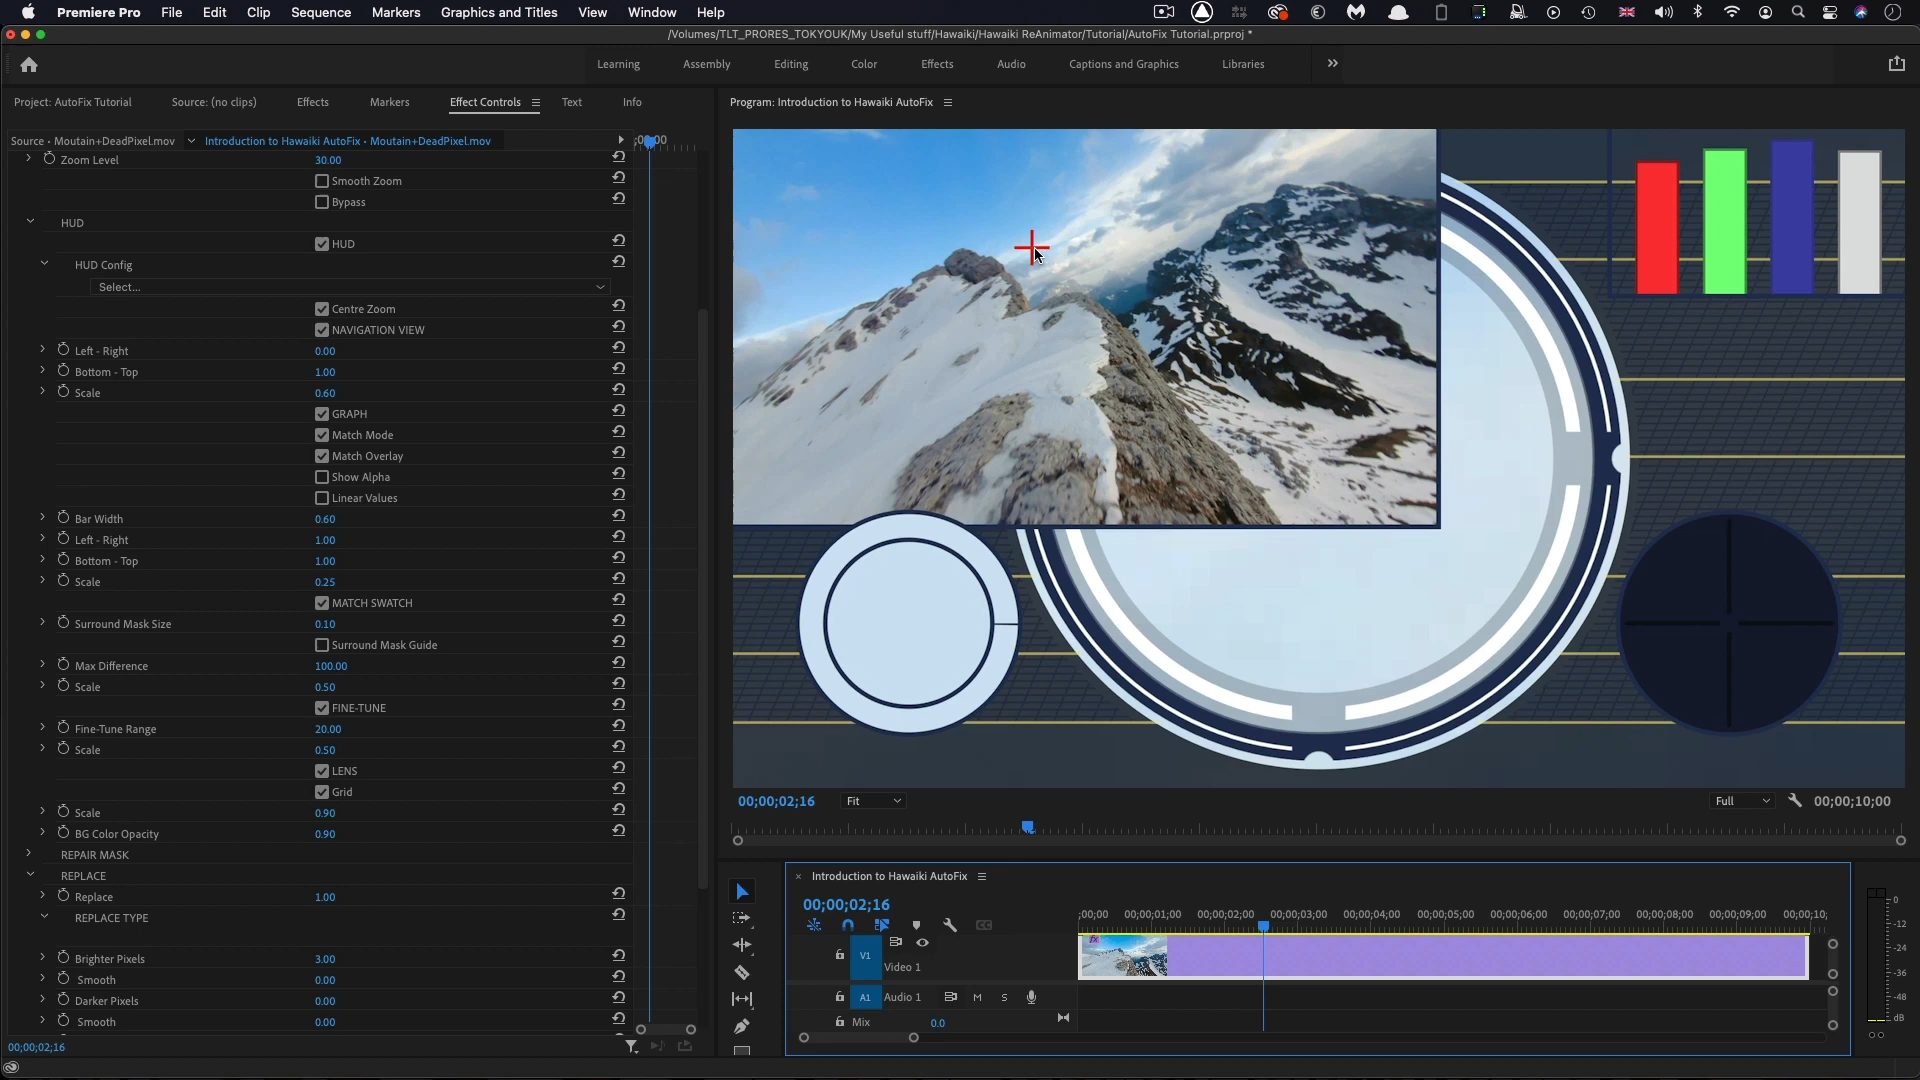 Premiere Pro File Edit Clip Sequence Markers Graphics and Titles View Window Help
/Volumes/TLT_PRORES_TOKYOUK/My Useful stuff/Hawaiki/Hawaiki ReAnimator/Tutorial/AutoFix Tutorial.prproj *
Learning Assembly Editing Color Effects Audio Captions and Graphics Libraries
Project: AutoFix Tutorial Source: (no clips) Effects Markers Effect Controls Text Info
Program: Introduction to Hawaiki AutoFix
Source • Moutain+DeadPixel.mov Introduction to Hawaiki AutoFix • Moutain+DeadPixel.mov
Zoom Level 30.00
Smooth Zoom
Bypass
HUD
HUD
HUD Config
Select...
Centre Zoom
NAVIGATION VIEW
Left - Right 0.00
Bottom - Top 1.00
Scale 0.60
GRAPH
Match Mode
Match Overlay
Show Alpha
Linear Values
Bar Width 0.60
Left - Right 1.00
Bottom - Top 1.00
Scale 0.25
MATCH SWATCH
Surround Mask Size 0.10
Surround Mask Guide
Max Difference 100.00
Scale 0.50
FINE-TUNE
Fine-Tune Range 20.00
Scale 0.50
LENS
Grid
Scale 0.90
BG Color Opacity 0.90
REPAIR MASK
REPLACE
Replace 1.00
REPLACE TYPE
Brighter Pixels 3.00
Smooth 0.00
Darker Pixels 0.00
Smooth 0.00
00;00;02;16
00;00;02;16 Fit Full 00;00;10;00
× Introduction to Hawaiki AutoFix
00;00;02;16
;00;00 00;00;01;00 00;00;02;00 00;00;03;00 00;00;04;00 00;00;05;00 00;00;06;00 00;00;07;00 00;00;08;00 00;00;09;00 00;00;10;
fx
V1 Video 1
A1 Audio 1 M S
Mix 0.0
0
-12
-24
-36
-48
dB